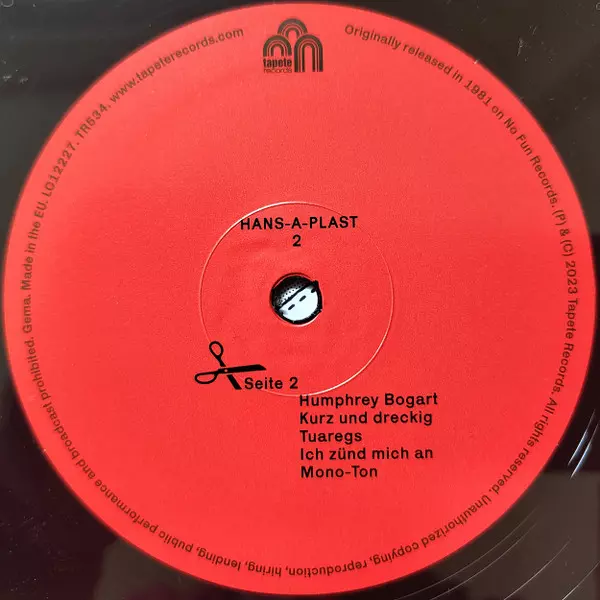 tapete
records
Originally released in 1981 on No Fun Records. (P) & (C) 2023 Tapete Records. All rights reserved. Unauthorized copying, reproduction, hiring, lending, public performance and broadcast prohibited. Gema. Made in the EU. LC12227. TR534. www.tapeterecords.com
HANS-A-PLAST
2
Seite 2
Humphrey Bogart
Kurz und dreckig
Tuaregs
Ich zünd mich an
Mono-Ton